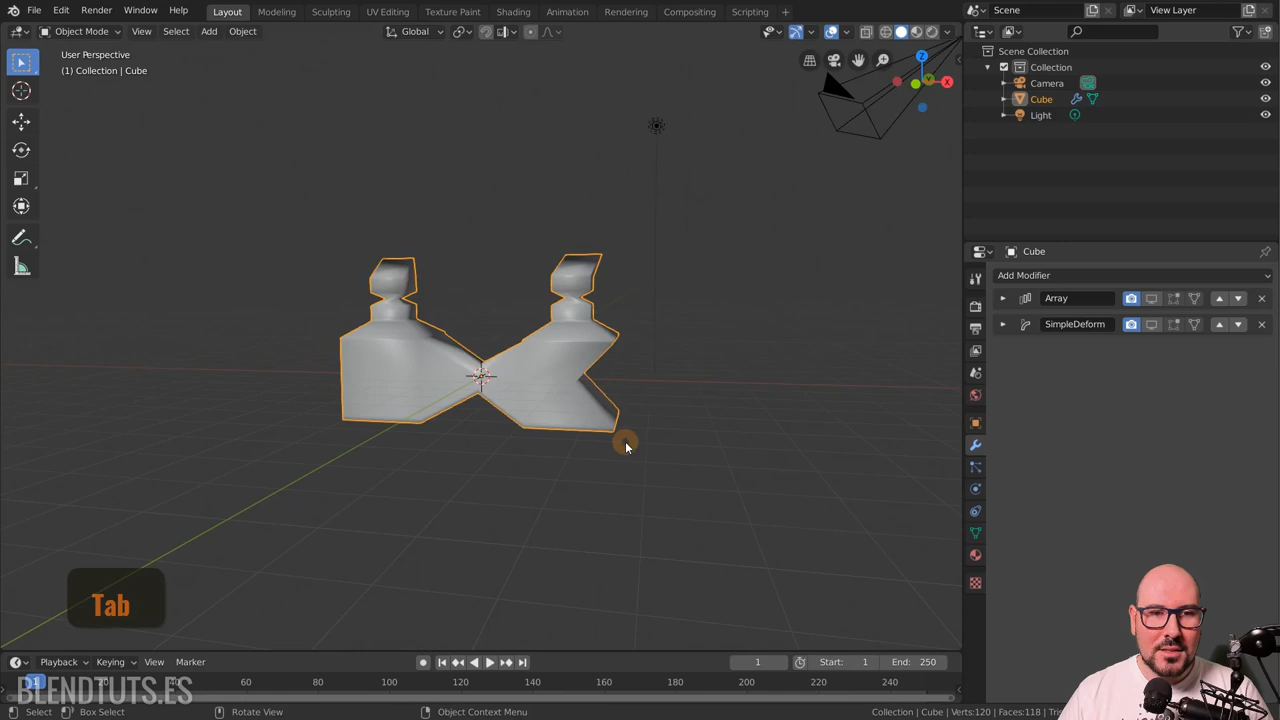 File Edit Render Window Help Layout Modeling Sculpting UV Editing Texture Paint Shading Animation Rendering Compositing Scripting + Scene View Layer
Object Mode View Select Add Object Global
User Perspective
(1) Collection | Cube
Z
Y
X
Scene Collection
Collection
Camera
Cube
Light
Cube
Add Modifier
Array
SimpleDeform
Tab
Playback Keying View Marker 1 Start: 1 End: 250
1 20 40 60 80 100 120 140 160 180 200 220 240
BLENDTUTS.ES
Select Box Select Rotate View Object Context Menu Collection | Cube | Verts:120 | Faces:118 |